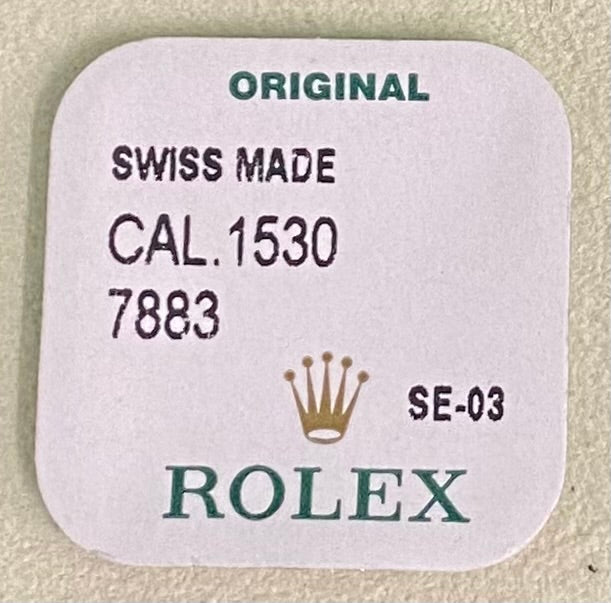 ORIGINAL
SWISS MADE
CAL.1530
7883
SE-03
ROLEX